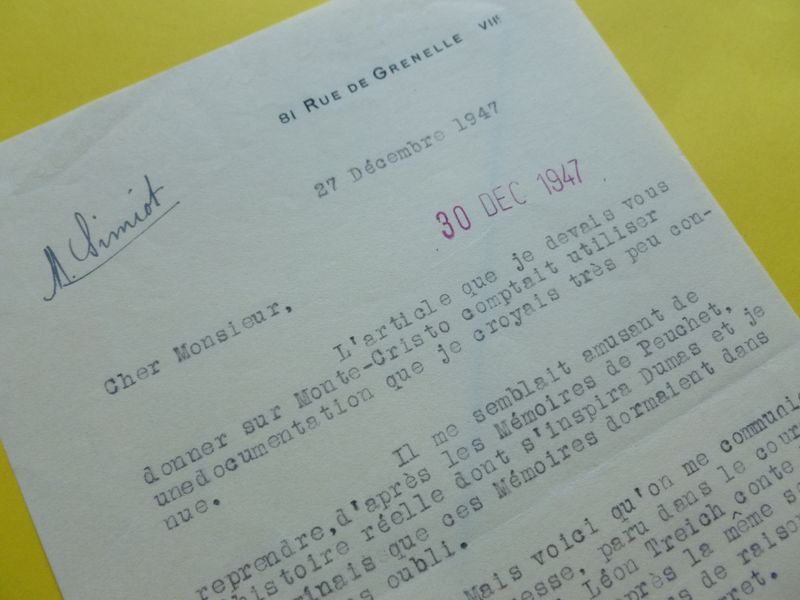 81 RUE DE GRENELLE VIIe
27 Décembre 1947
30 DEC 1947
M. Simiot
Cher Monsieur,
L'article que je devais vous
donner sur Monte-Cristo comptait utiliser
unedocumentation que je croyais très peu con-
nue.
Il me semblait amusant de
reprendre,d'après les Mémoires de Peuchet,
histoire réelle dont s'inspira Dumas et je
que ces Mémoires dormaient dans
oubli.
Mais voici qu'on me
paru dans le
Léon Treich conte
la même
de